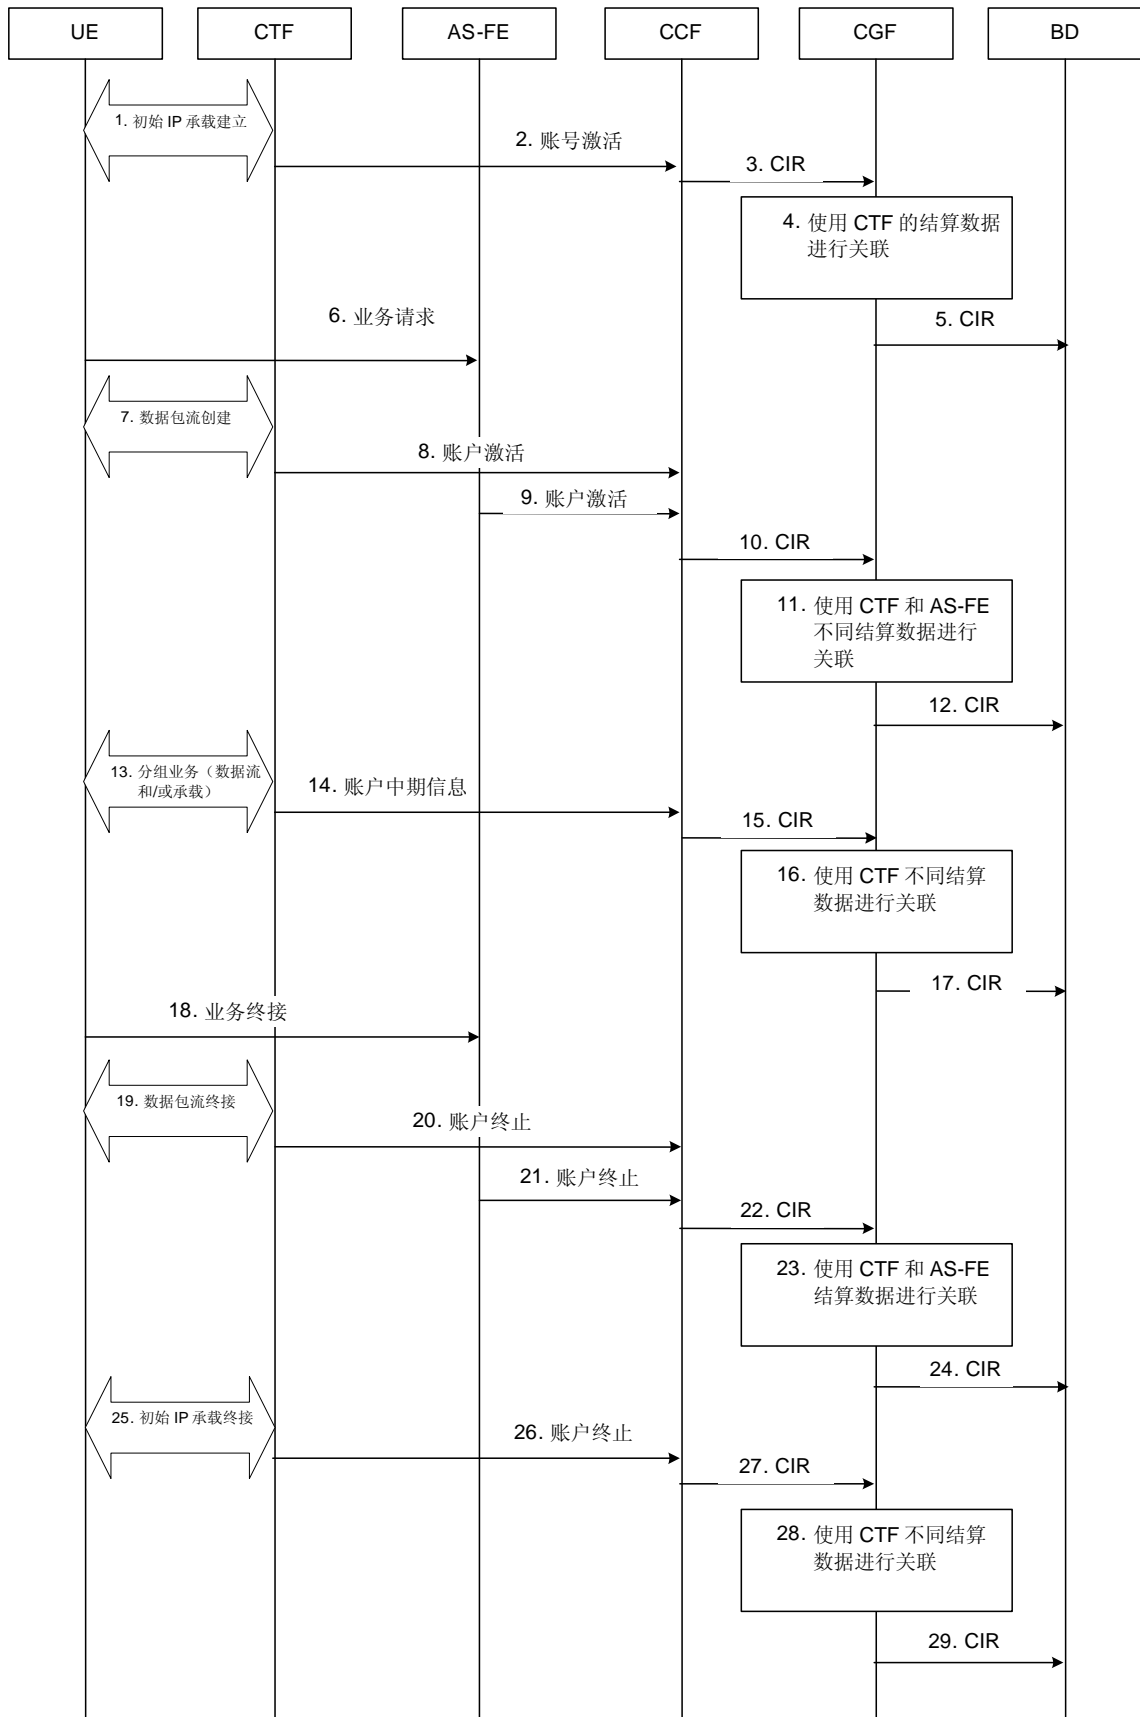 UE
CTF
AS-FE
CCF
CGF
BD
1. 初始 IP 承载建立
2. 账号激活
3. CIR
4. 使用 CTF 的结算数据
进行关联
5. CIR
6. 业务请求
7. 数据包流创建
8. 账户激活
9. 账户激活
10. CIR
11. 使用 CTF 和 AS-FE
不同结算数据进行
关联
12. CIR
13. 分组业务（数据流
和/或承载）
14. 账户中期信息
15. CIR
16. 使用 CTF 不同结算
数据进行关联
17. CIR
18. 业务终接
19. 数据包流终接
20. 账户终止
21. 账户终止
22. CIR
23. 使用 CTF 和 AS-FE
结算数据进行关联
24. CIR
25. 初始 IP 承载终接
26. 账户终止
27. CIR
28. 使用 CTF 不同结算
数据进行关联
29. CIR